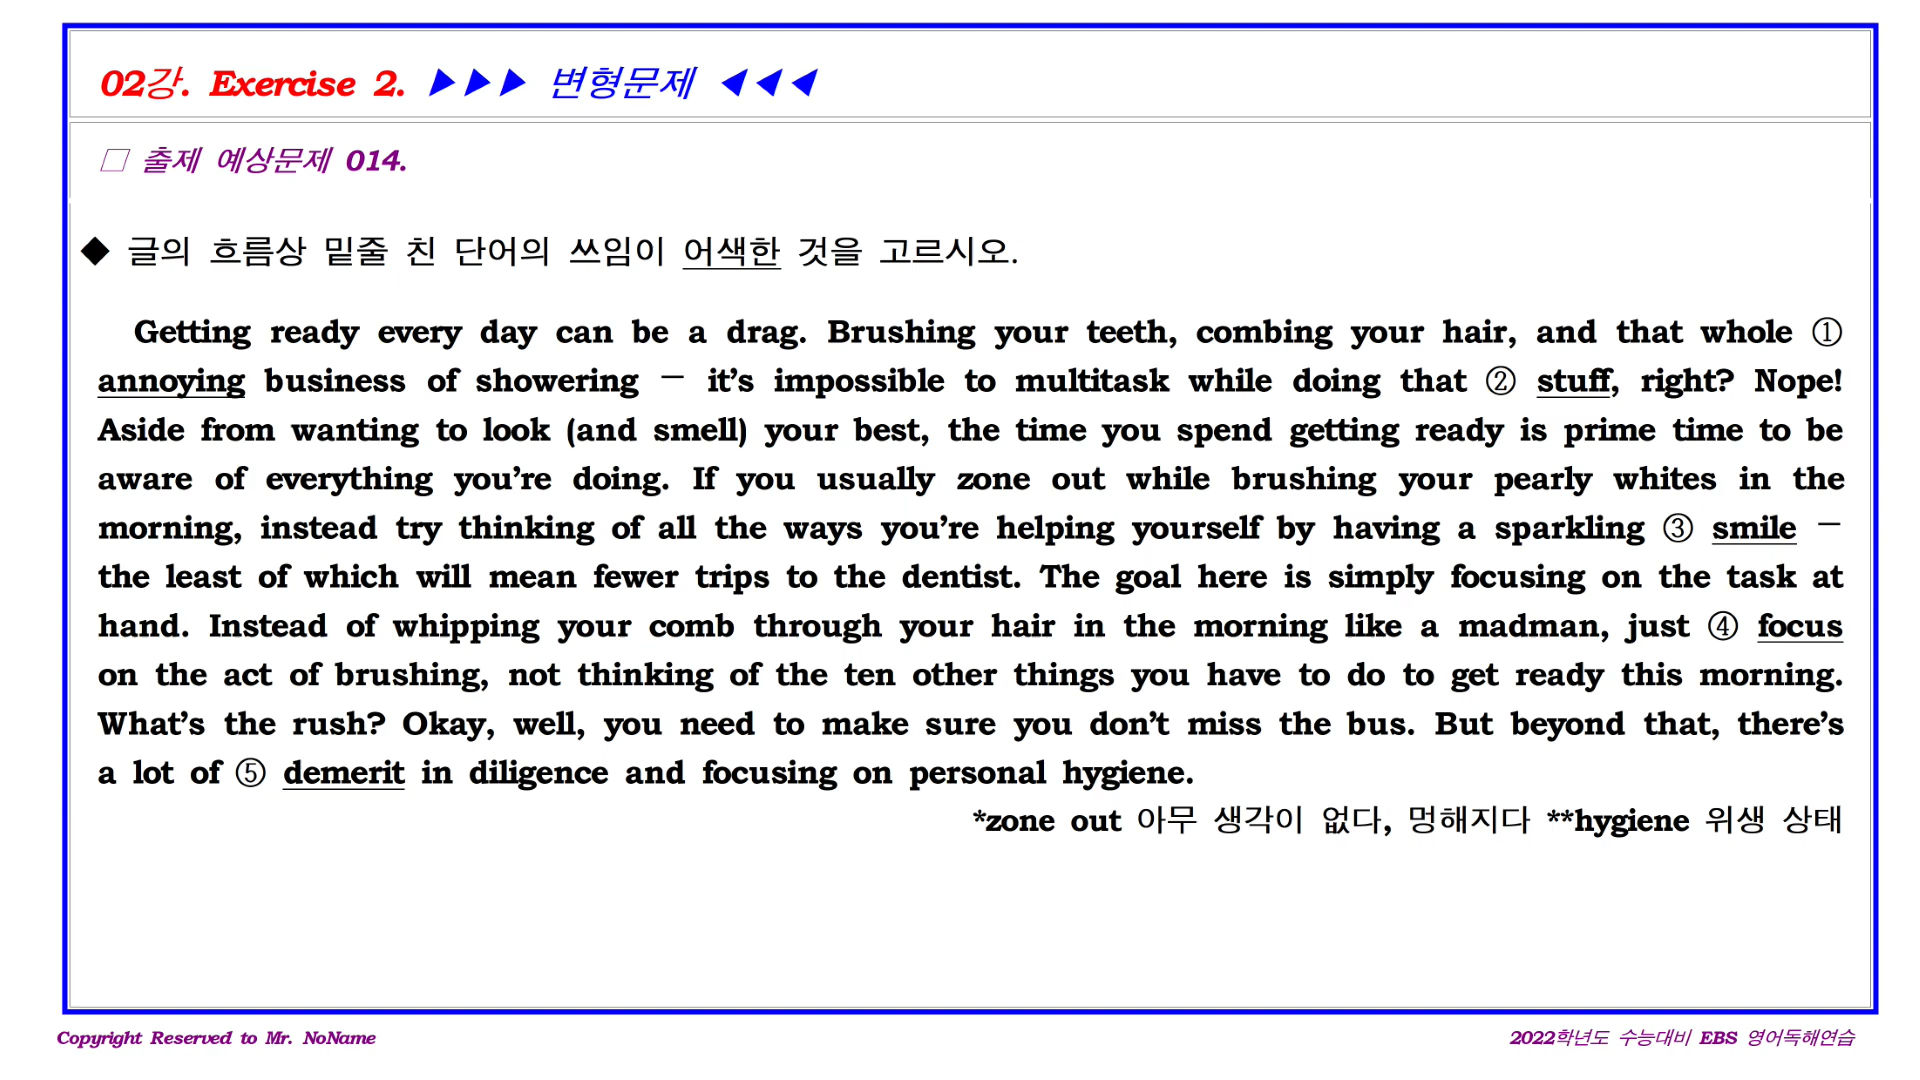 02강. Exercise 2. ▶▶▶ 변형문제 ◀◀◀
□ 출제 예상문제 014.
◆ 글의 흐름상 밑줄 친 단어의 쓰임이 어색한 것을 고르시오.
Getting ready every day can be a drag. Brushing your teeth, combing your hair, and that whole ①
annoying business of showering － it’s impossible to multitask while doing that ② stuff, right? Nope!
Aside from wanting to look (and smell) your best, the time you spend getting ready is prime time to be
aware of everything you’re doing. If you usually zone out while brushing your pearly whites in the
morning, instead try thinking of all the ways you’re helping yourself by having a sparkling ③ smile －
the least of which will mean fewer trips to the dentist. The goal here is simply focusing on the task at
hand. Instead of whipping your comb through your hair in the morning like a madman, just ④ focus
on the act of brushing, not thinking of the ten other things you have to do to get ready this morning.
What’s the rush? Okay, well, you need to make sure you don’t miss the bus. But beyond that, there’s
a lot of ⑤ demerit in diligence and focusing on personal hygiene.
*zone out 아무 생각이 없다, 멍해지다 **hygiene 위생 상태
Copyright Reserved to Mr. NoName
2022학년도 수능대비 EBS 영어독해연습